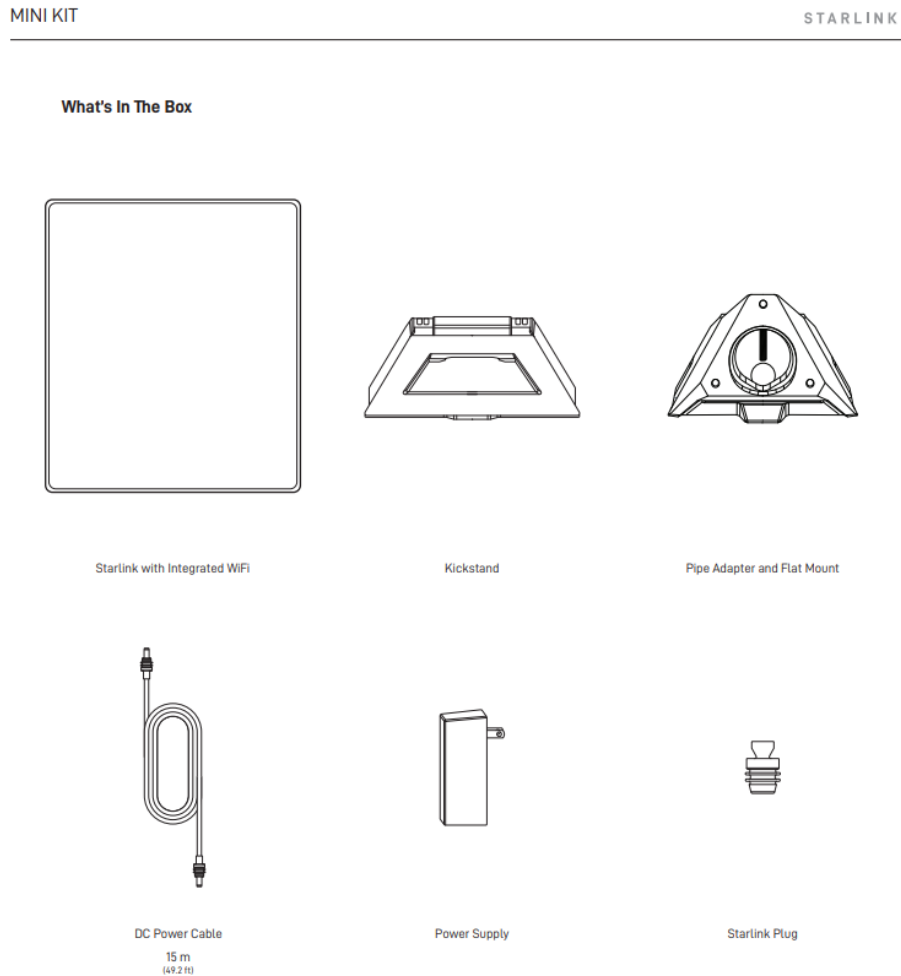 MINI KIT
STARLINK
What's In The Box
Starlink with Integrated WiFi
Kickstand
Pipe Adapter and Flat Mount
DC Power Cable
15 m
(49.2 ft)
Power Supply
Starlink Plug